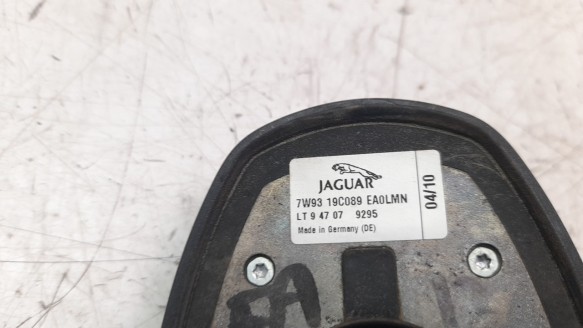 JAGUAR
7W93 19C089 EA0LMN
LT 9 47 07 9295
Made in Germany (DE)
04/10